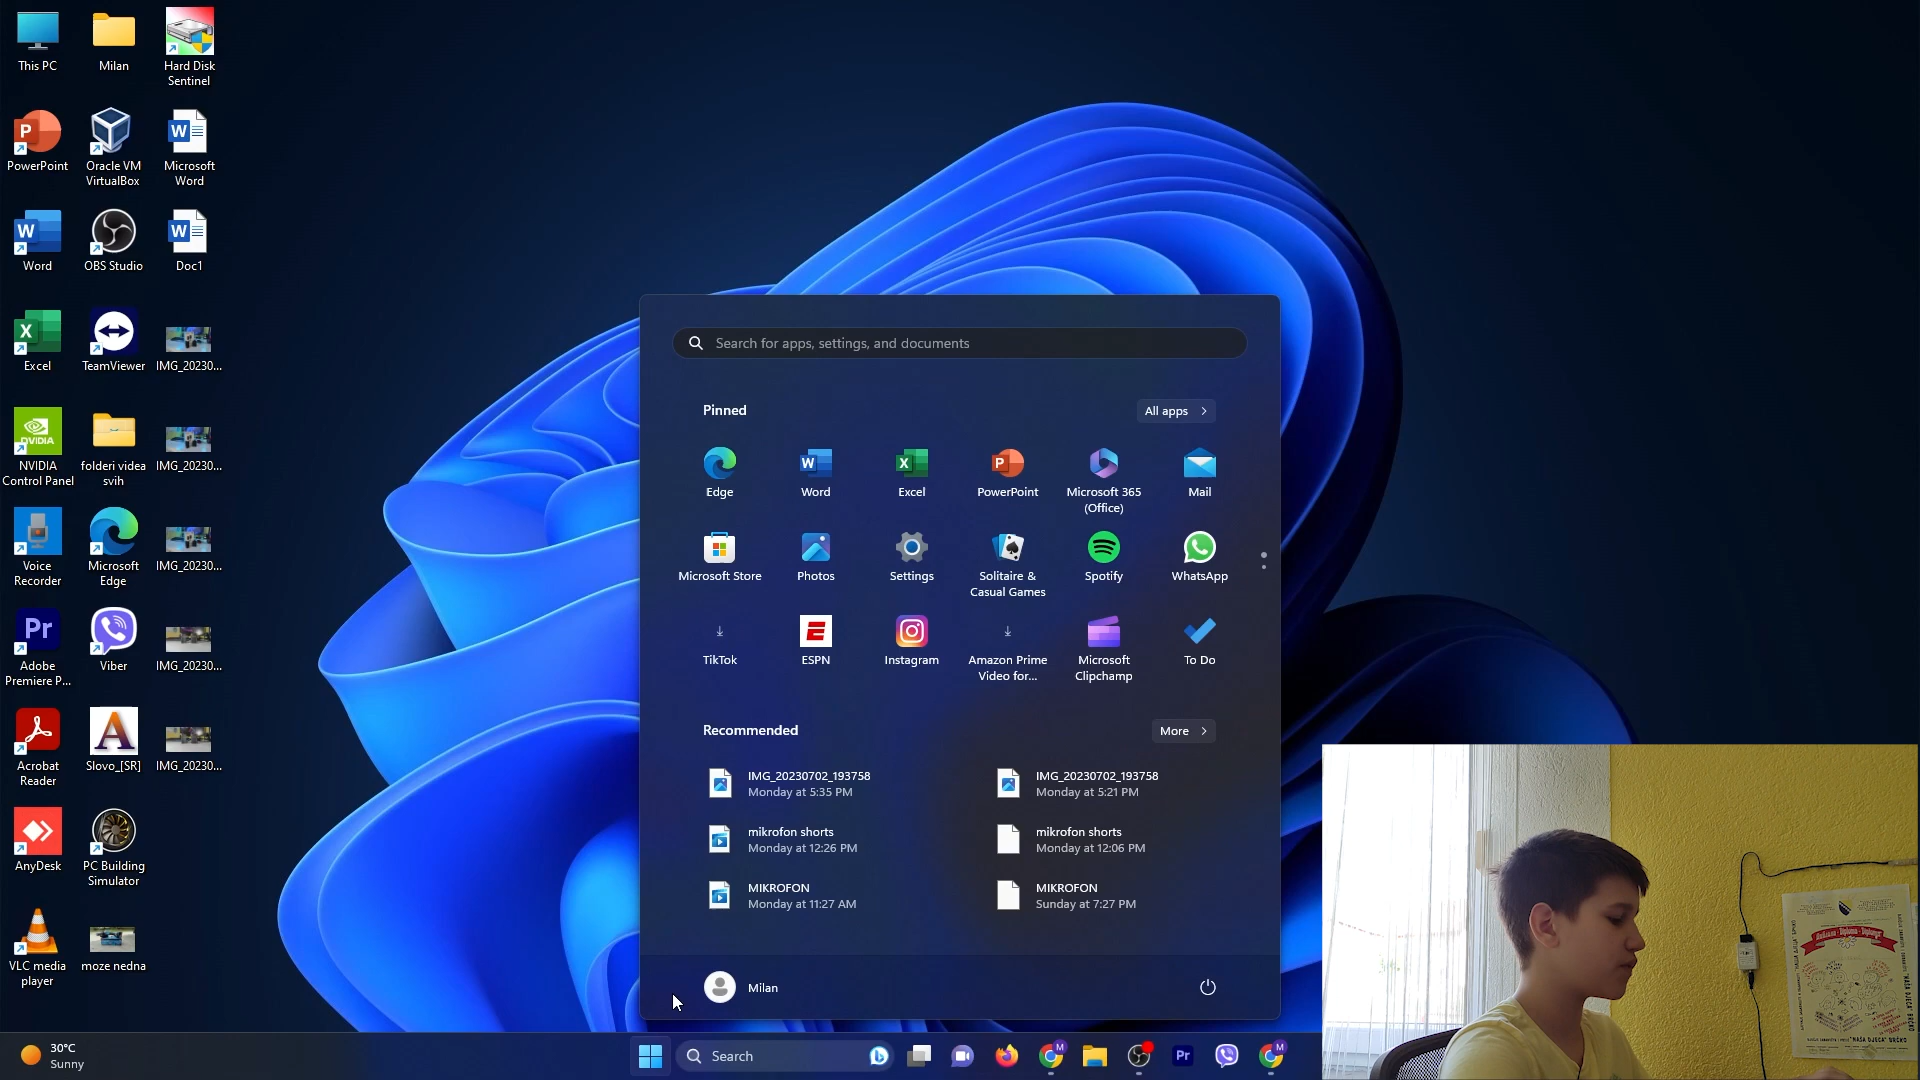 This PC
Milan
Hard Disk
Sentinel
PowerPoint
Oracle VM
VirtualBox
Microsoft
Word
Word
OBS Studio
Doc1
Excel
TeamViewer
IMG_20230...
NVIDIA
Control Panel
folderi videa
svih
IMG_20230...
Voice
Recorder
Microsoft
Edge
IMG_20230...
Adobe
Premiere P...
Viber
IMG_20230...
Acrobat
Reader
Slovo_[SR]
IMG_20230...
AnyDesk
PC Building
Simulator
VLC media
player
moze nedna
Search for apps, settings, and documents
Pinned
All apps
Edge
Word
Excel
PowerPoint
Microsoft 365
(Office)
Mail
Microsoft Store
Photos
Settings
Solitaire &
Casual Games
Spotify
WhatsApp
TikTok
ESPN
Instagram
Amazon Prime
Video for...
Microsoft
Clipchamp
To Do
Recommended
More
IMG_20230702_193758
Monday at 5:35 PM
IMG_20230702_193758
Monday at 5:21 PM
mikrofon shorts
Monday at 12:26 PM
mikrofon shorts
Monday at 12:06 PM
MIKROFON
Monday at 11:27 AM
MIKROFON
Sunday at 7:27 PM
Milan
30°C
Sunny
Search
"NAŠA DJECA" BRČKO